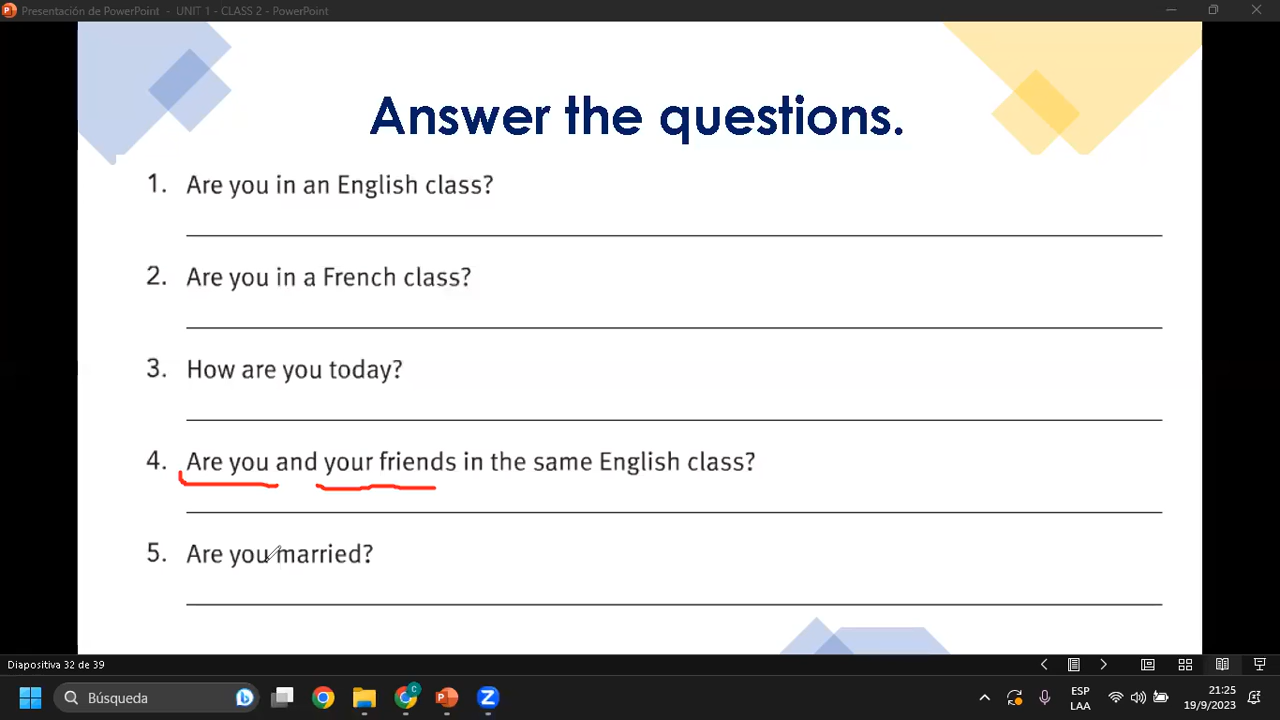 Presentación de PowerPoint - UNIT 1 - CLASS 2 - PowerPoint
Answer the questions.
1. Are you in an English class?
2. Are you in a French class?
3. How are you today?
4. Are you and your friends in the same English class?
5. Are you married?
Diapositiva 32 de 39
Búsqueda
ESP
LAA
21:25
19/9/2023